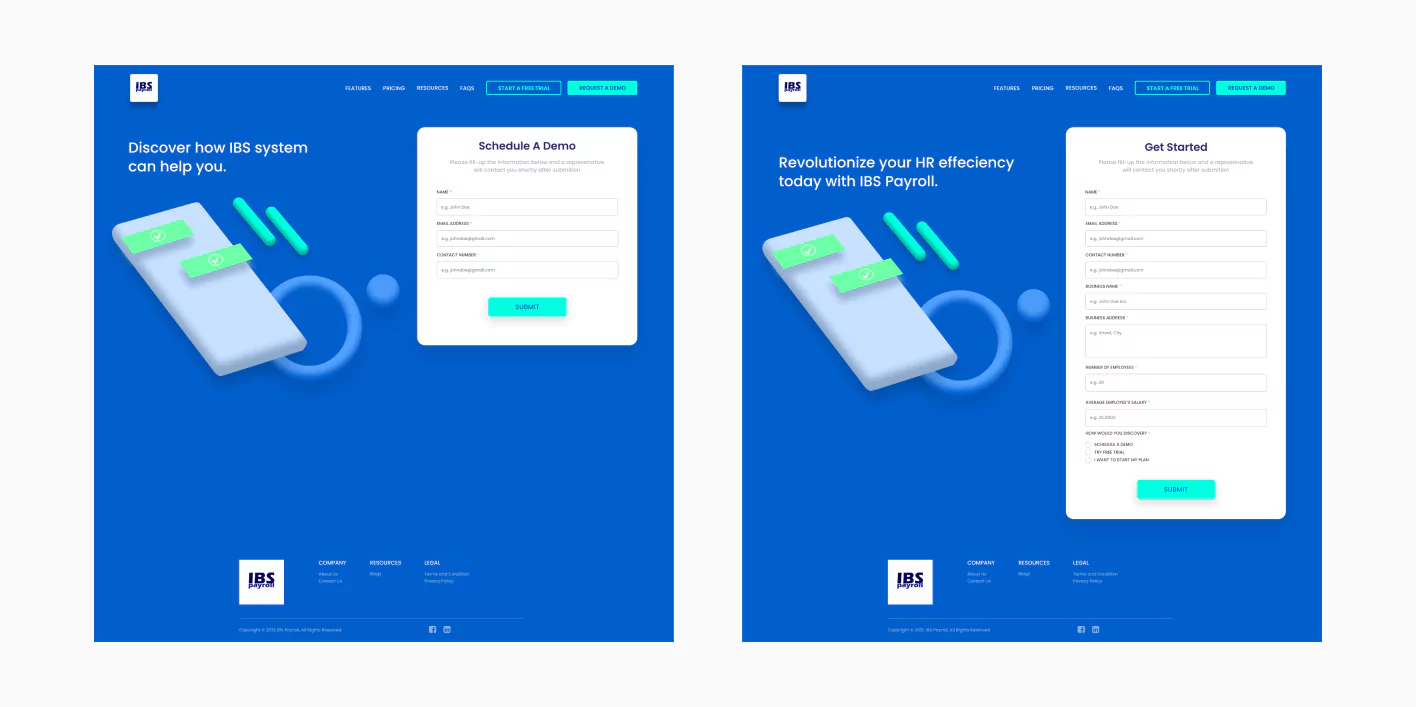 IBS
payroll
FEATURES PRICING RESOURCES FAQS START A FREE TRIAL REQUEST A DEMO
Discover how IBS system
can help you.
Schedule A Demo
Please fill-up the information below and a represenative
will contact you shortly after submition
NAME *
e.g. John Doe
EMAIL ADDRESS *
e.g. johndoe@gmail.com
CONTACT NUMBER *
e.g. johndoe@gmail.com
SUBMIT
IBS
payroll
COMPANY RESOURCES LEGAL
About Us Blogs Terms and Condition
Contact Us Privacy Policy
Copyright © 2021, IBS Payroll, All Rights Reserved
IBS
payroll
FEATURES PRICING RESOURCES FAQS START A FREE TRIAL REQUEST A DEMO
Revolutionize your HR effeciency
today with IBS Payroll.
Get Started
Please fill-up the information below and a represenative
will contact you shortly after submition
NAME *
e.g. John Doe
EMAIL ADDRESS *
e.g. johndoe@gmail.com
CONTACT NUMBER *
e.g. johndoe@gmail.com
BUSINESS NAME *
e.g. John Doe Inc.
BUSINESS ADDRESS *
e.g. Street, City
NUMBER OF EMPLOYEES *
e.g. 20
AVERAGE EMPLOYEE'S SALARY *
HOW WOULD YOU DISCOVER? *
SCHEDULE A DEMO
TRY FREE TRIAL
I WANT TO START MY PLAN
SUBMIT
IBS
payroll
COMPANY RESOURCES LEGAL
About Us Blogs Terms and Condition
Contact Us Privacy Policy
Copyright © 2021, IBS Payroll, All Rights Reserved